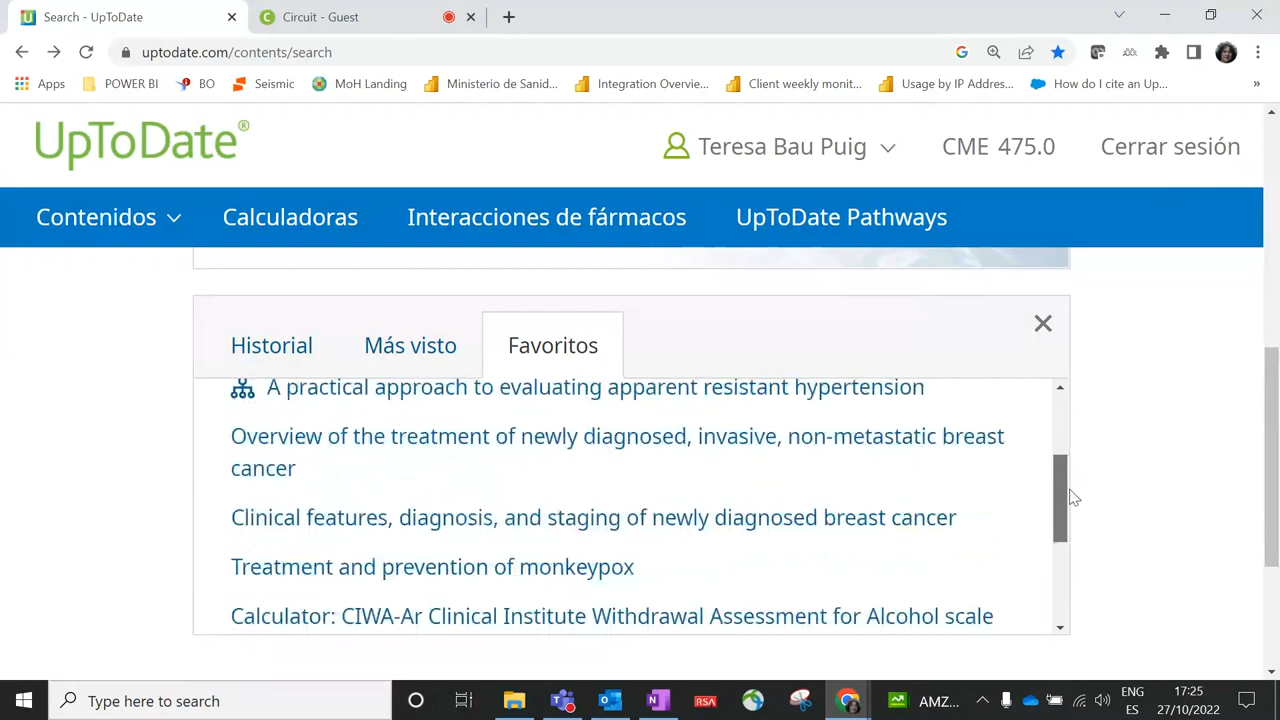 Search - UpToDate
Circuit - Guest
uptodate.com/contents/search
Apps
POWER BI
BO
Seismic
MoH Landing
Ministerio de Sanid...
Integration Overvie...
Client weekly monit...
Usage by IP Addres...
How do I cite an Up...
»
UpToDate®
Teresa Bau Puig
CME 475.0
Cerrar sesión
Contenidos
Calculadoras
Interacciones de fármacos
UpToDate Pathways
Historial
Más visto
Favoritos
A practical approach to evaluating apparent resistant hypertension
Overview of the treatment of newly diagnosed, invasive, non-metastatic breast
cancer
Clinical features, diagnosis, and staging of newly diagnosed breast cancer
Treatment and prevention of monkeypox
Calculator: CIWA-Ar Clinical Institute Withdrawal Assessment for Alcohol scale
Type here to search
RSA
AMZ...
ENG
ES
17:25
27/10/2022